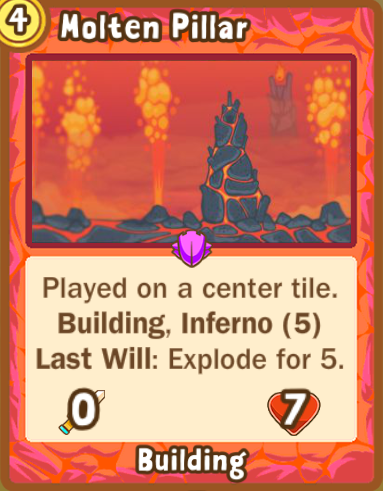 4 Molten Pillar
Played on a center tile.
Building, Inferno (5)
Last Will: Explode for 5.
0 7
Building